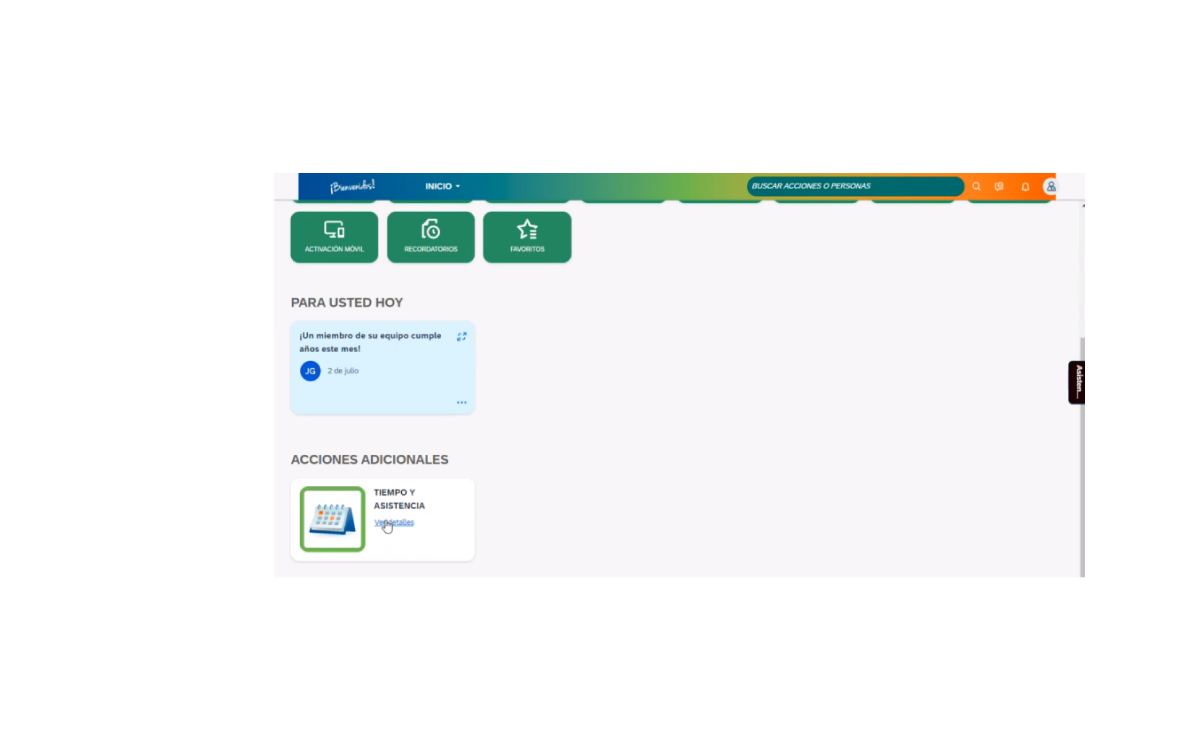 ¡Bienvenidos!
INICIO
BUSCAR ACCIONES O PERSONAS
ACTIVACIÓN MÓVIL
RECORDATORIOS
FAVORITOS
PARA USTED HOY
¡Un miembro de su equipo cumple
años este mes!
JG
2 de julio
Asisten...
ACCIONES ADICIONALES
TIEMPO Y
ASISTENCIA
Ver detalles